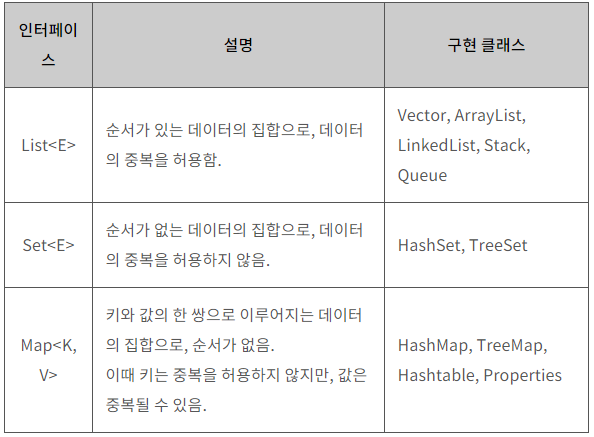 인터페이
스
설명
구현 클래스
List<E>
순서가 있는 데이터의 집합으로, 데이터
의 중복을 허용함.
Vector, ArrayList,
LinkedList, Stack,
Queue
Set<E>
순서가 없는 데이터의 집합으로, 데이터
의 중복을 허용하지 않음.
HashSet, TreeSet
Map<K,
V>
키와 값의 한 쌍으로 이루어지는 데이터
의 집합으로, 순서가 없음.
이때 키는 중복을 허용하지 않지만, 값은
중복될 수 있음.
HashMap, TreeMap,
Hashtable, Properties